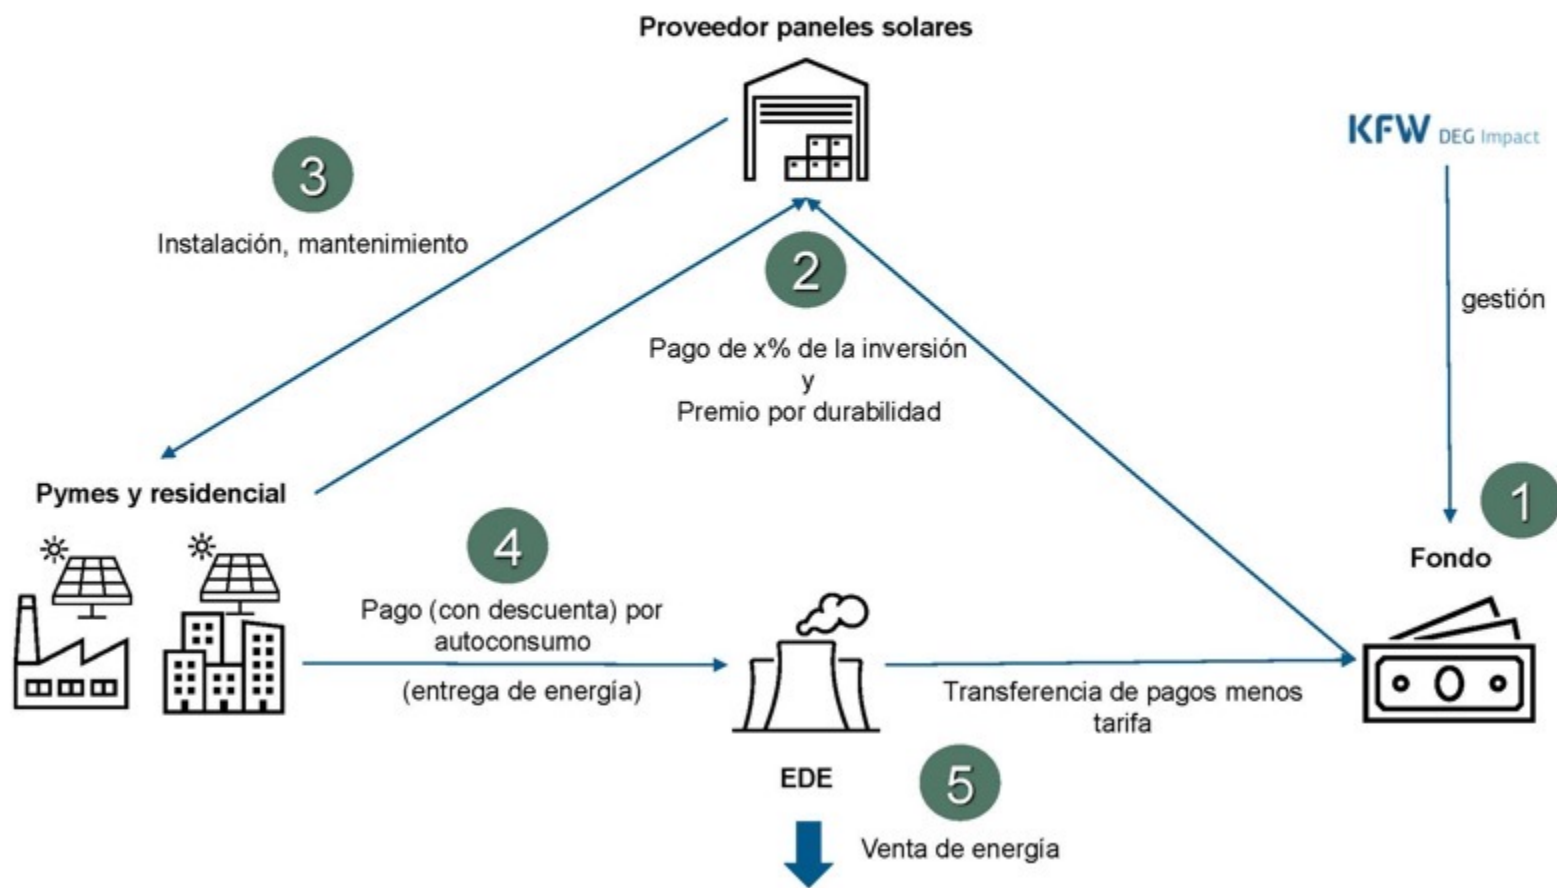 Proveedor paneles solares
KFW DEG Impact
3
Instalación, mantenimiento
2
Pago de x% de la inversión
y
Premio por durabilidad
gestión
1
Fondo
Pymes y residencial
4
Pago (con descuenta) por
autoconsumo
(entrega de energía)
Transferencia de pagos menos
tarifa
EDE
5
Venta de energía